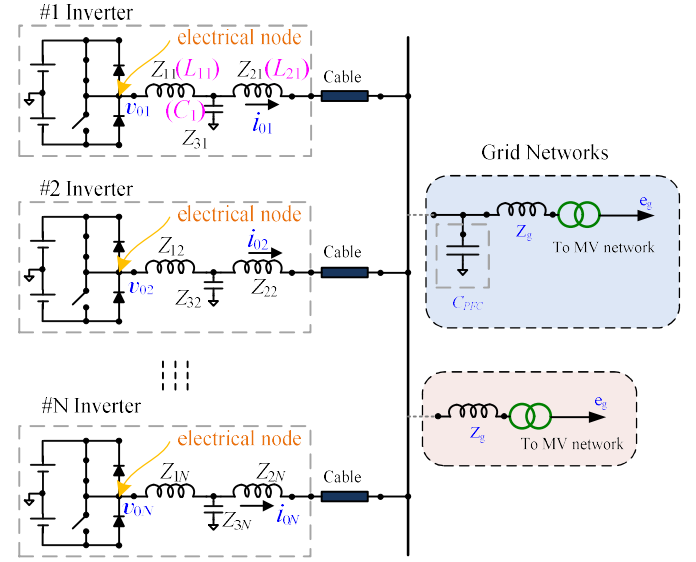 #1 Inverter
electrical node
Z11(L11)
Z21(L21)
Cable
v01
(C1)
i01
Z31
Grid Networks
#2 Inverter
electrical node
i02
Z12
Cable
v02
Z32
Z22
eg
Zg
To MV network
CPFC
#N Inverter
electrical node
Z1N
Z2N
Cable
v0N
Z3N
i0N
eg
Zg
To MV network